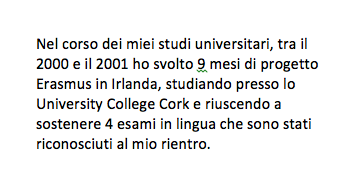 Nel corso dei miei studi universitari, tra il
2000 e il 2001 ho svolto 9 mesi di progetto
Erasmus in Irlanda, studiando presso lo
University College Cork e riuscendo a
sostenere 4 esami in lingua che sono stati
riconosciuti al mio rientro.